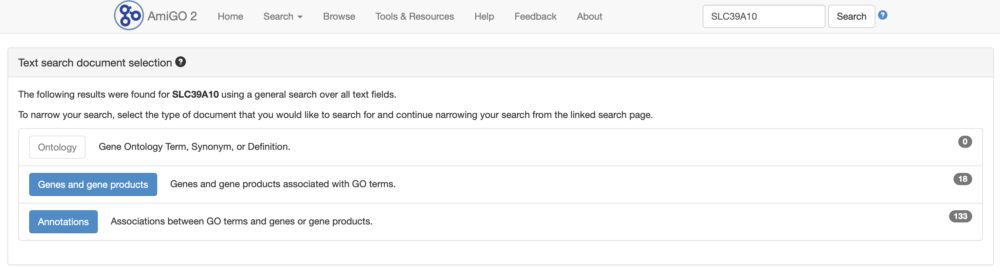 go AmiGO 2 Home Search Browse Tools & Resources Help Feedback About SLC39A10 Search ?
Text search document selection ?
The following results were found for SLC39A10 using a general search over all text fields.
To narrow your search, select the type of document that you would like to search for and continue narrowing your search from the linked search page.
Ontology Gene Ontology Term, Synonym, or Definition. 0
Genes and gene products Genes and gene products associated with GO terms. 18
Annotations Associations between GO terms and genes or gene products. 133